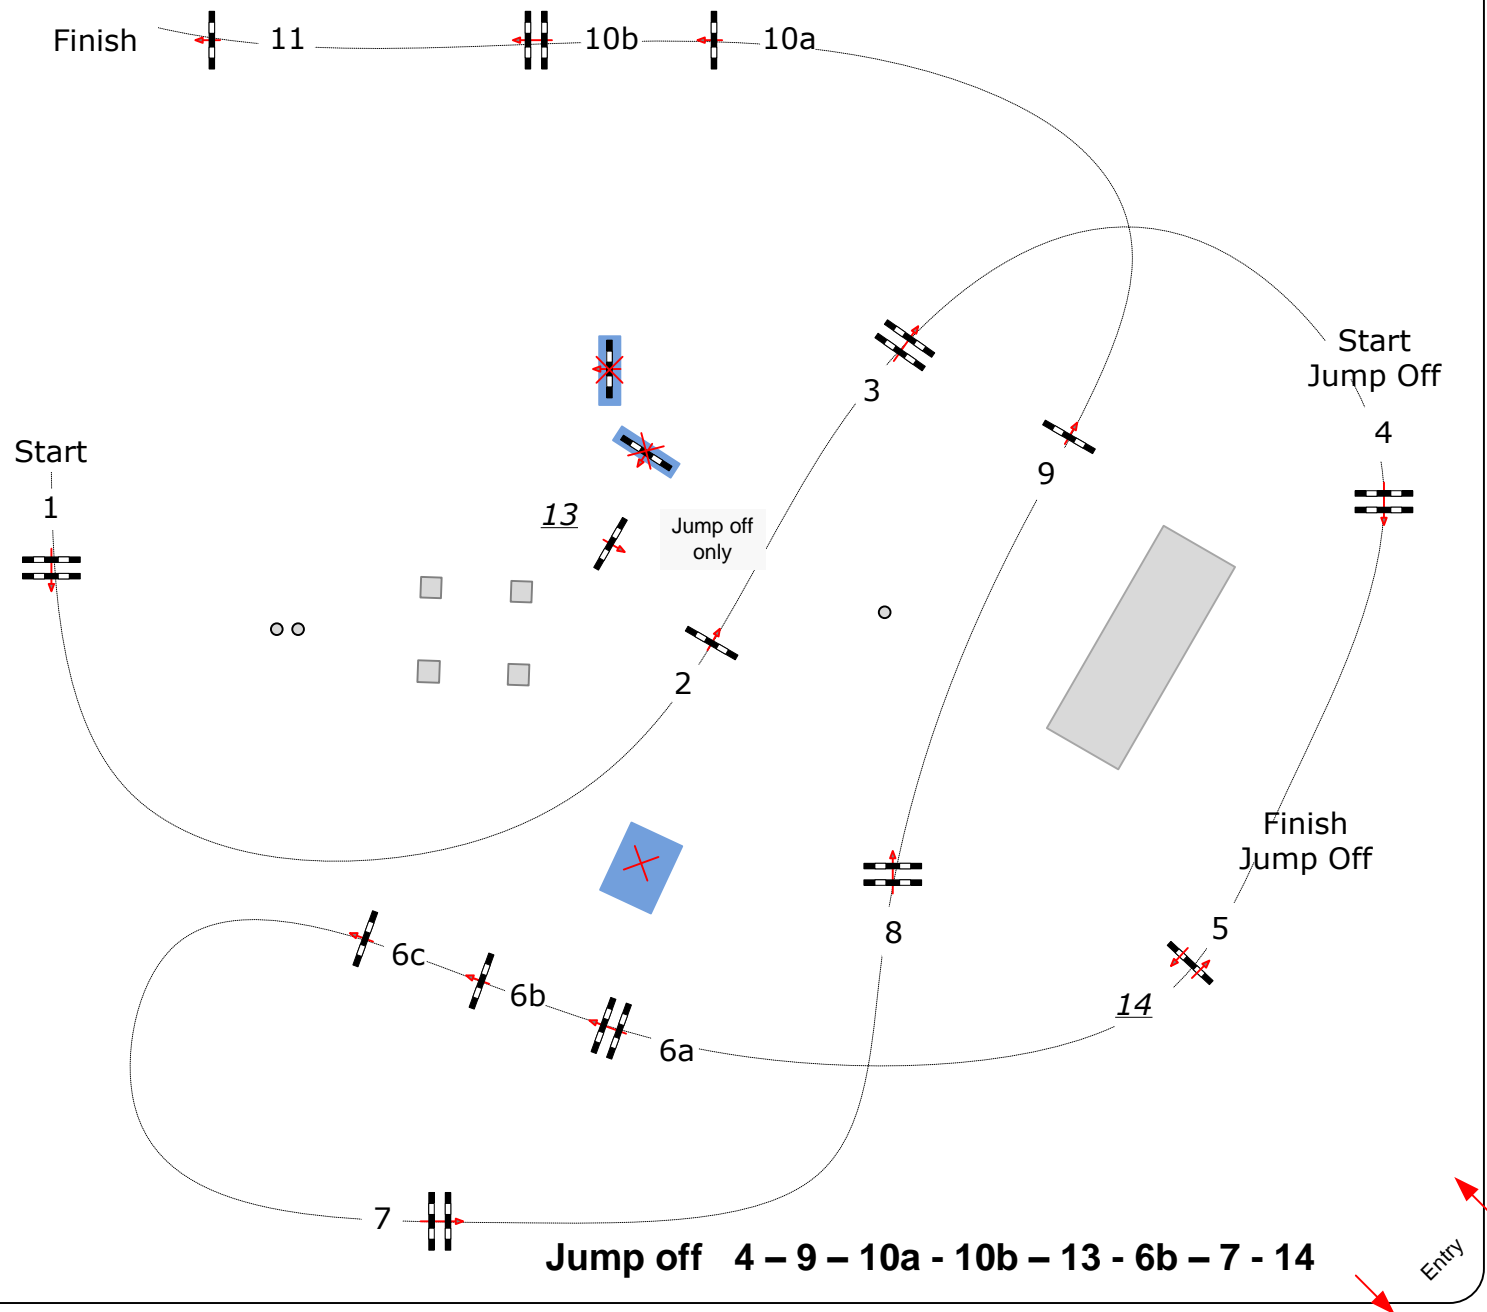 Finish
11
10b
10a
Start
Jump Off
3
4
Start
9
1
13
Jump off
only
2
Finish
Jump Off
5
8
6c
6b
14
6a
7
Jump off 4 – 9 – 10a - 10b – 13 - 6b – 7 - 14
Entry